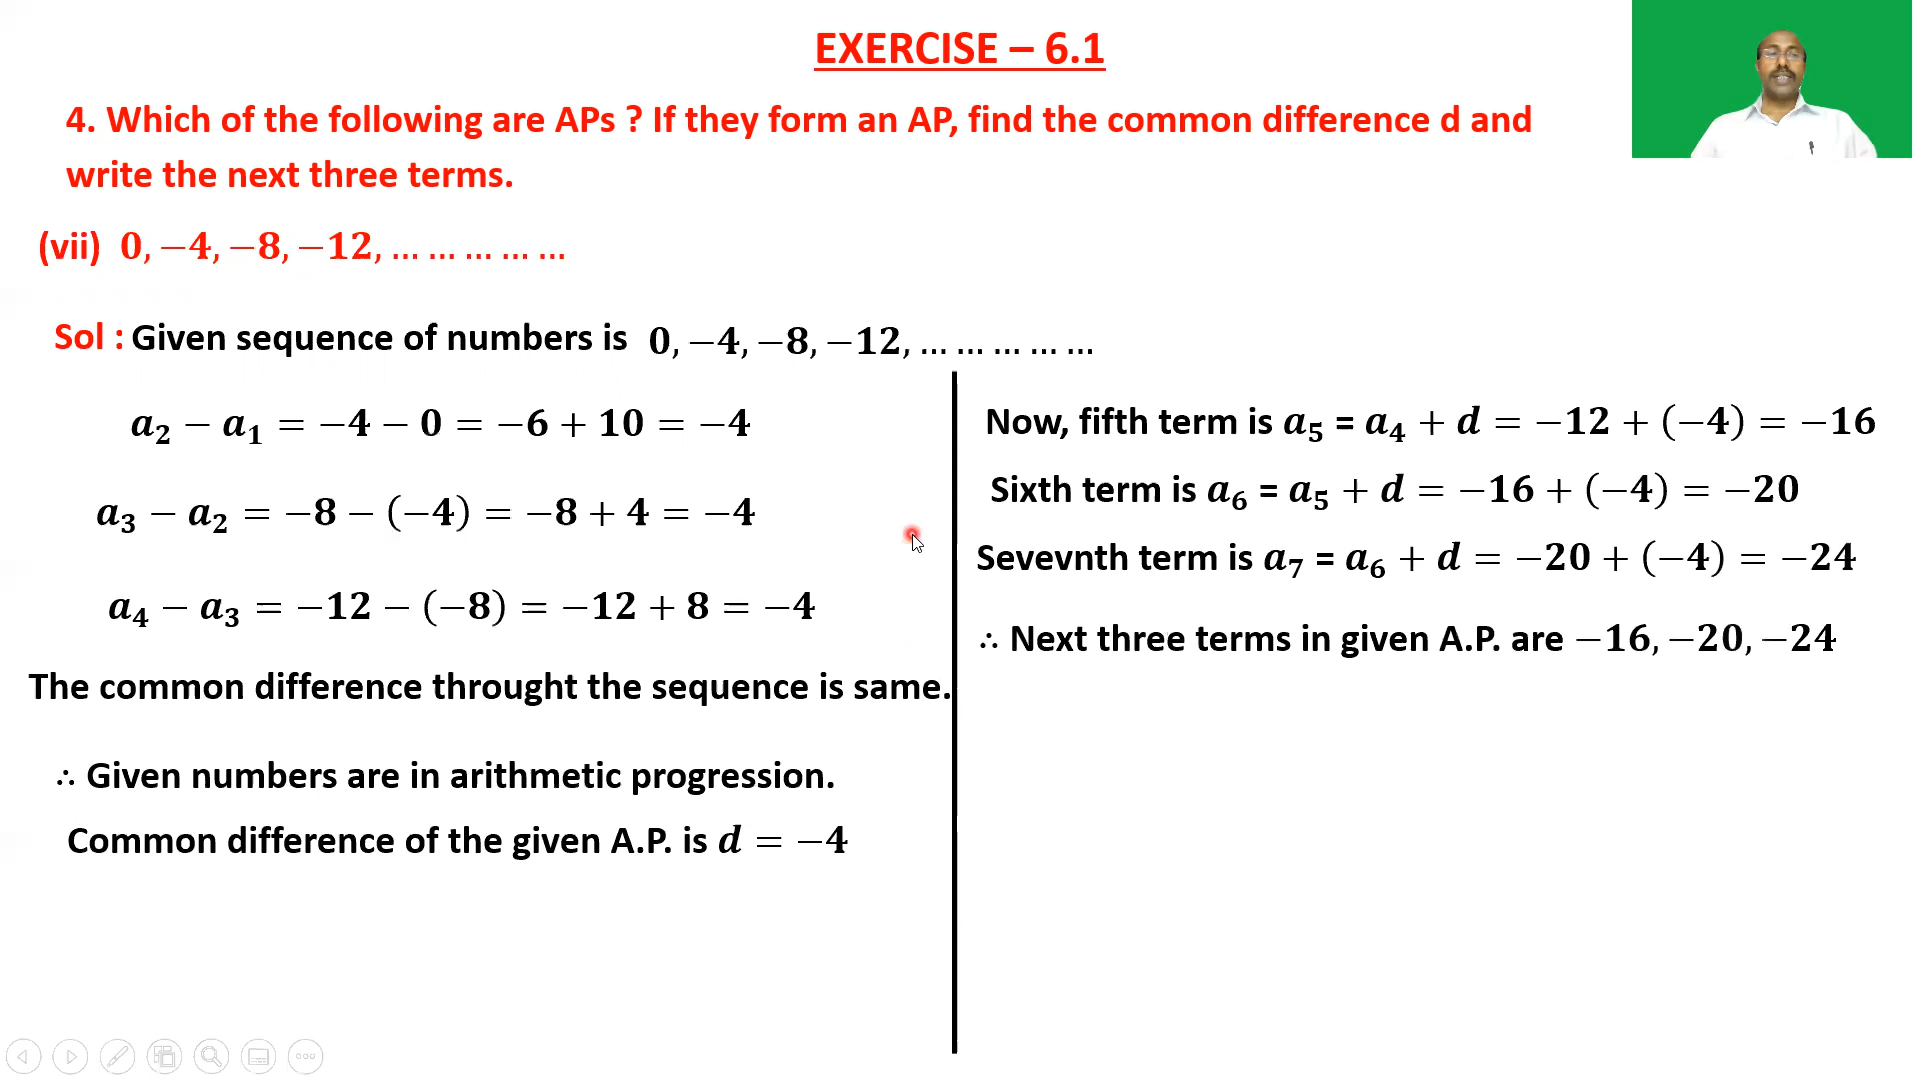 EXERCISE – 6.1
4. Which of the following are APs ? If they form an AP, find the common difference d and
write the next three terms.
(vii) 0, −4, −8, −12, … … … … …
Sol : Given sequence of numbers is 0, −4, −8, −12, … … … … …
a₂ − a₁ = −4 − 0 = −6 + 10 = −4
a₃ − a₂ = −8 − (−4) = −8 + 4 = −4
a₄ − a₃ = −12 − (−8) = −12 + 8 = −4
The common difference throught the sequence is same.
∴ Given numbers are in arithmetic progression.
Common difference of the given A.P. is d = −4
Now, fifth term is a₅ = a₄ + d = −12 + (−4) = −16
Sixth term is a₆ = a₅ + d = −16 + (−4) = −20
Sevevnth term is a₇ = a₆ + d = −20 + (−4) = −24
∴ Next three terms in given A.P. are −16, −20, −24